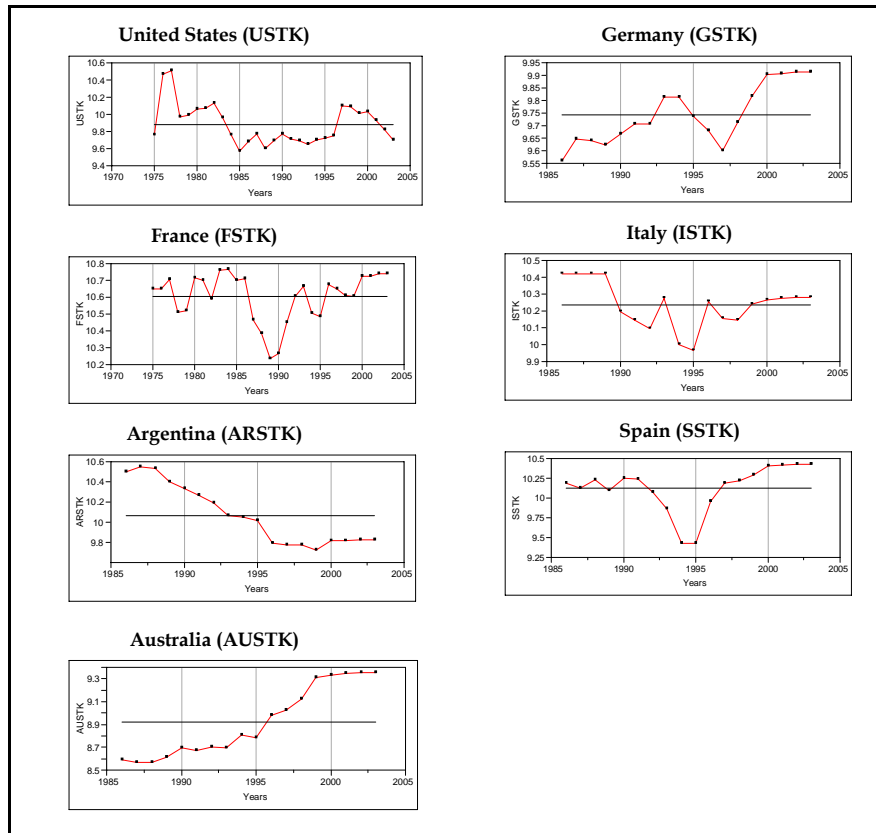 United States (USTK)
10.6
10.4
10.2
10
9.8
9.6
9.4
USTK
1970 1975 1980 1985 1990 1995 2000 2005
Years
Germany (GSTK)
9.95
9.9
9.85
9.8
9.75
9.7
9.65
9.6
9.55
GSTK
1985 1990 1995 2000 2005
Years
France (FSTK)
10.8
10.7
10.6
10.5
10.4
10.3
10.2
FSTK
1970 1975 1980 1985 1990 1995 2000 2005
Years
Italy (ISTK)
10.5
10.4
10.3
10.2
10.1
10
9.9
ISTK
1985 1990 1995 2000 2005
Years
Argentina (ARSTK)
10.6
10.4
10.2
10
9.8
ARSTK
1985 1990 1995 2000 2005
Years
Spain (SSTK)
10.5
10.25
10
9.75
9.5
9.25
SSTK
1985 1990 1995 2000 2005
Years
Australia (AUSTK)
9.3
9.1
8.9
8.7
8.5
AUSTK
1985 1990 1995 2000 2005
Years